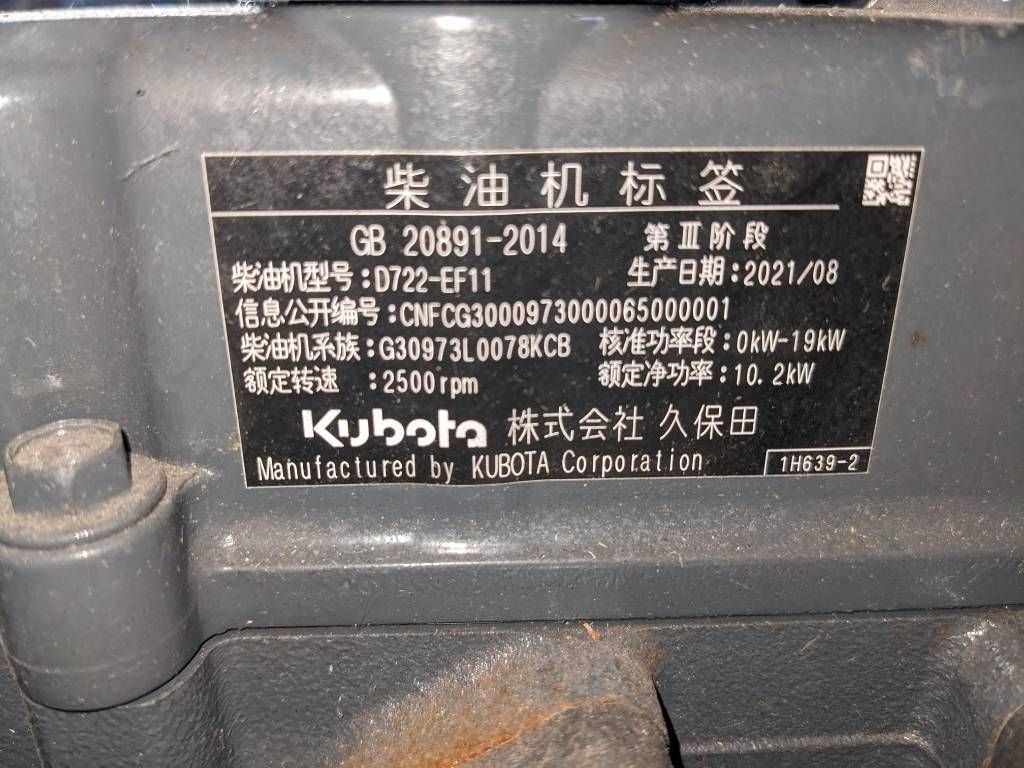 柴油机标签
GB 20891-2014 第Ⅲ阶段
柴油机型号:D722-EF11 生产日期:2021/08
信息公开编号:CNFCG3000973000065000001
柴油机系族:G30973L0078KCB 核准功率段:0kW-19kW
额定转速:2500rpm 额定净功率:10.2kW
Kubota 株式会社 久保田
Manufactured by KUBOTA Corporation 1H639-2